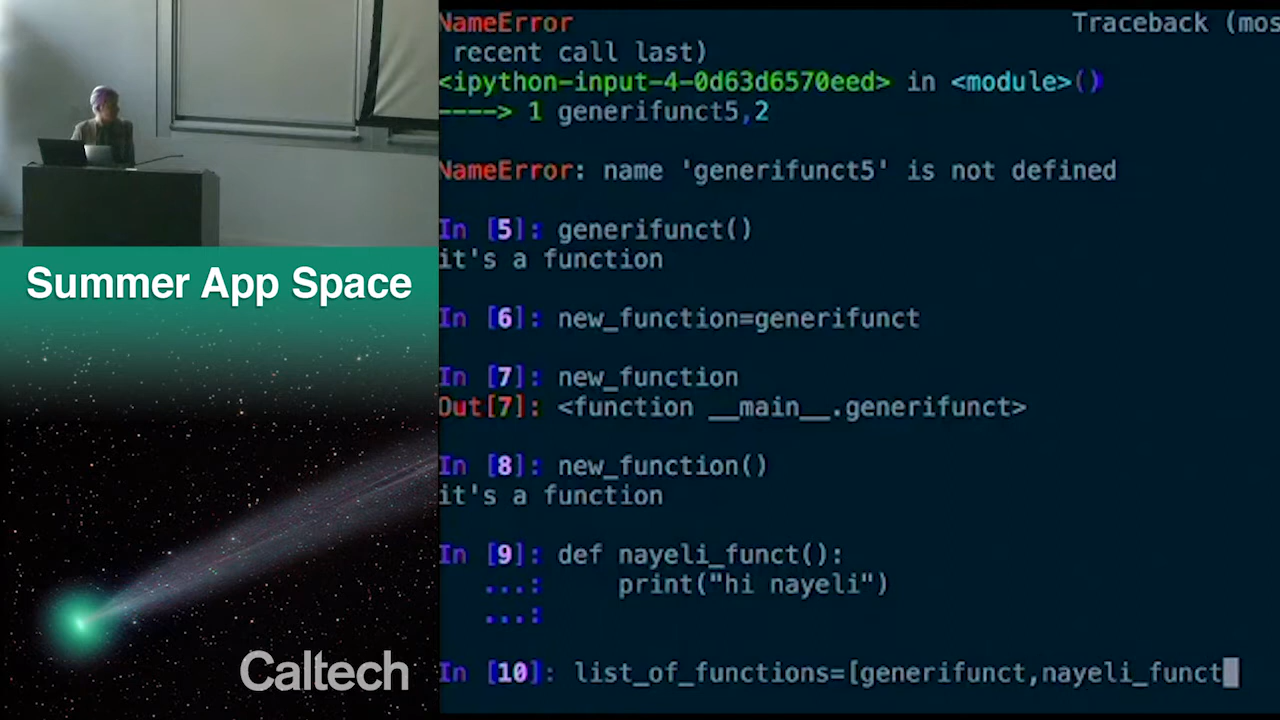 NameError Traceback (mos
recent call last)
<ipython-input-4-0d63d6570eed> in <module>()
----> 1 generifunct5,2
NameError: name 'generifunct5' is not defined
In [5]: generifunct()
it's a function
In [6]: new_function=generifunct
In [7]: new_function
Out[7]: <function __main__.generifunct>
In [8]: new_function()
it's a function
In [9]: def nayeli_funct():
...: print("hi nayeli")
...:
In [10]: list_of_functions=[generifunct,nayeli_funct
Summer App Space
Caltech